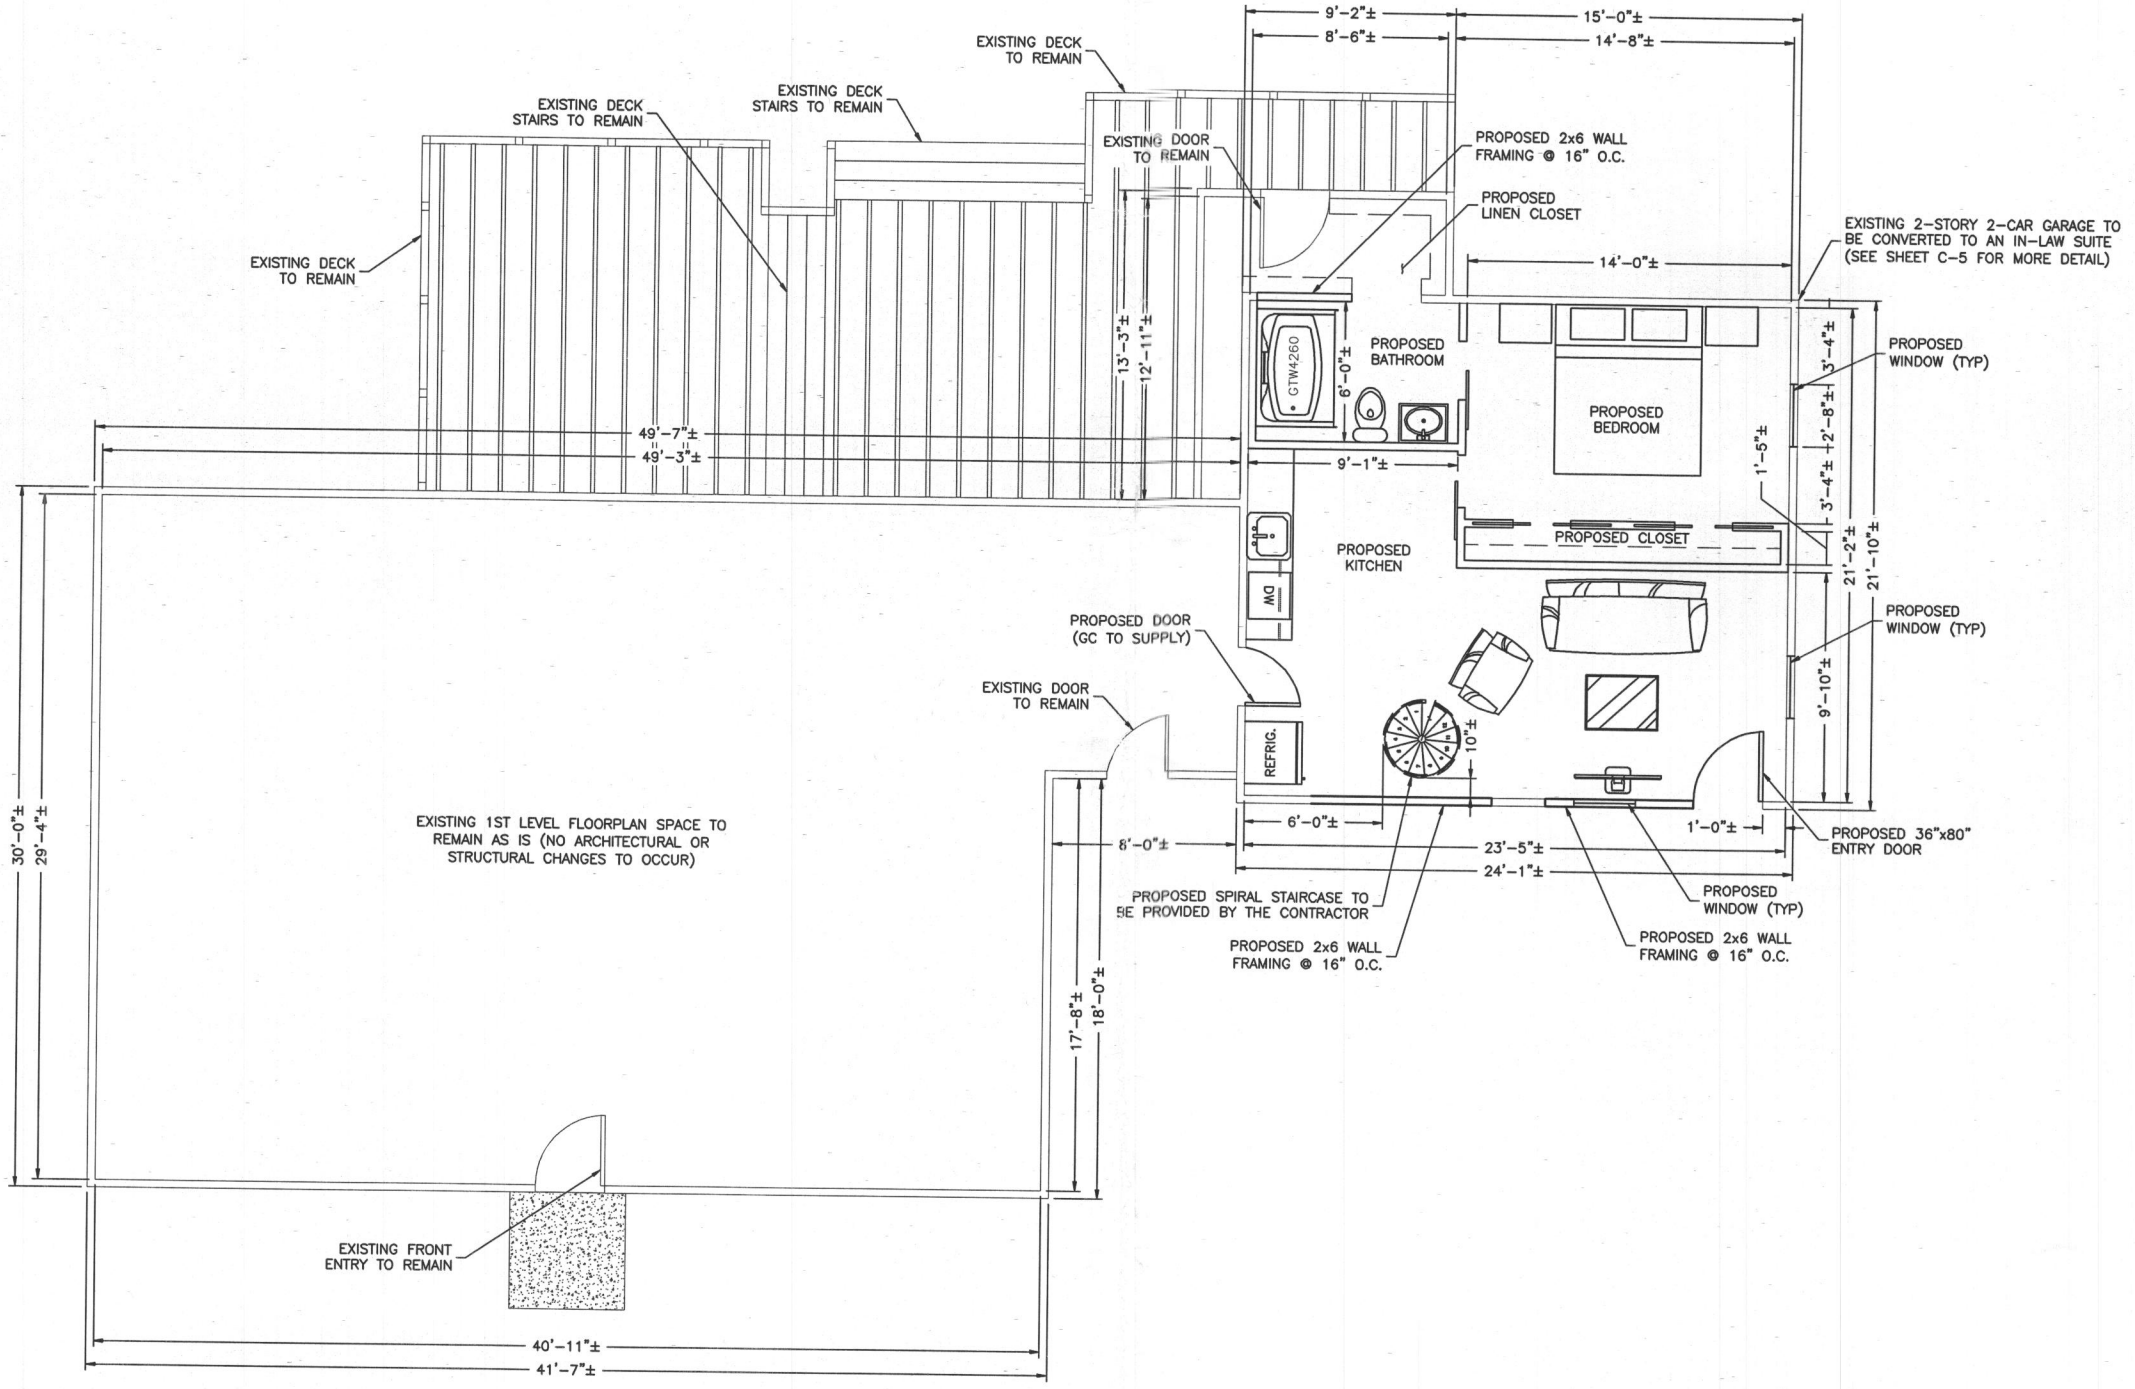 9'-2"±
15'-0"±
8'-6"±
14'-8"±
EXISTING DECK
TO REMAIN
EXISTING DECK
STAIRS TO REMAIN
EXISTING DECK
STAIRS TO REMAIN
EXISTING DOOR
TO REMAIN
PROPOSED 2x6 WALL
FRAMING @ 16" O.C.
PROPOSED
LINEN CLOSET
EXISTING 2-STORY 2-CAR GARAGE TO
BE CONVERTED TO AN IN-LAW SUITE
(SEE SHEET C-5 FOR MORE DETAIL)
EXISTING DECK
TO REMAIN
14'-0"±
13'-3"±
12'-11"±
GTW4260
6'-0"±
PROPOSED
BATHROOM
3'-4"±
PROPOSED
WINDOW (TYP)
2'-8"±
PROPOSED
BEDROOM
1'-5"±
49'-7"±
49'-3"±
9'-1"±
3'-4"±
21'-2"±
21'-10"±
PROPOSED CLOSET
PROPOSED
KITCHEN
DW
PROPOSED DOOR
(GC TO SUPPLY)
PROPOSED
WINDOW (TYP)
EXISTING DOOR
TO REMAIN
9'-10"±
REFRIG.
10"±
30'-0"±
29'-4"±
EXISTING 1ST LEVEL FLOORPLAN SPACE TO
REMAIN AS IS (NO ARCHITECTURAL OR
STRUCTURAL CHANGES TO OCCUR)
6'-0"±
1'-0"±
PROPOSED 36"x80"
ENTRY DOOR
8'-0"±
23'-5"±
24'-1"±
PROPOSED SPIRAL STAIRCASE TO
BE PROVIDED BY THE CONTRACTOR
PROPOSED
WINDOW (TYP)
PROPOSED 2x6 WALL
FRAMING @ 16" O.C.
PROPOSED 2x6 WALL
FRAMING @ 16" O.C.
17'-8"±
18'-0"±
EXISTING FRONT
ENTRY TO REMAIN
40'-11"±
41'-7"±